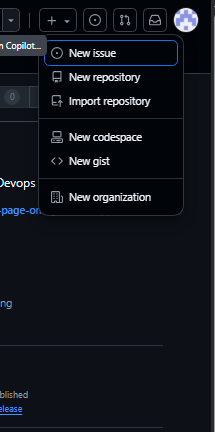 n Copilot...
New issue
New repository
0
Import repository
New codespace
New gist
Devops
New organization
-page-on...
ng
blished
elease